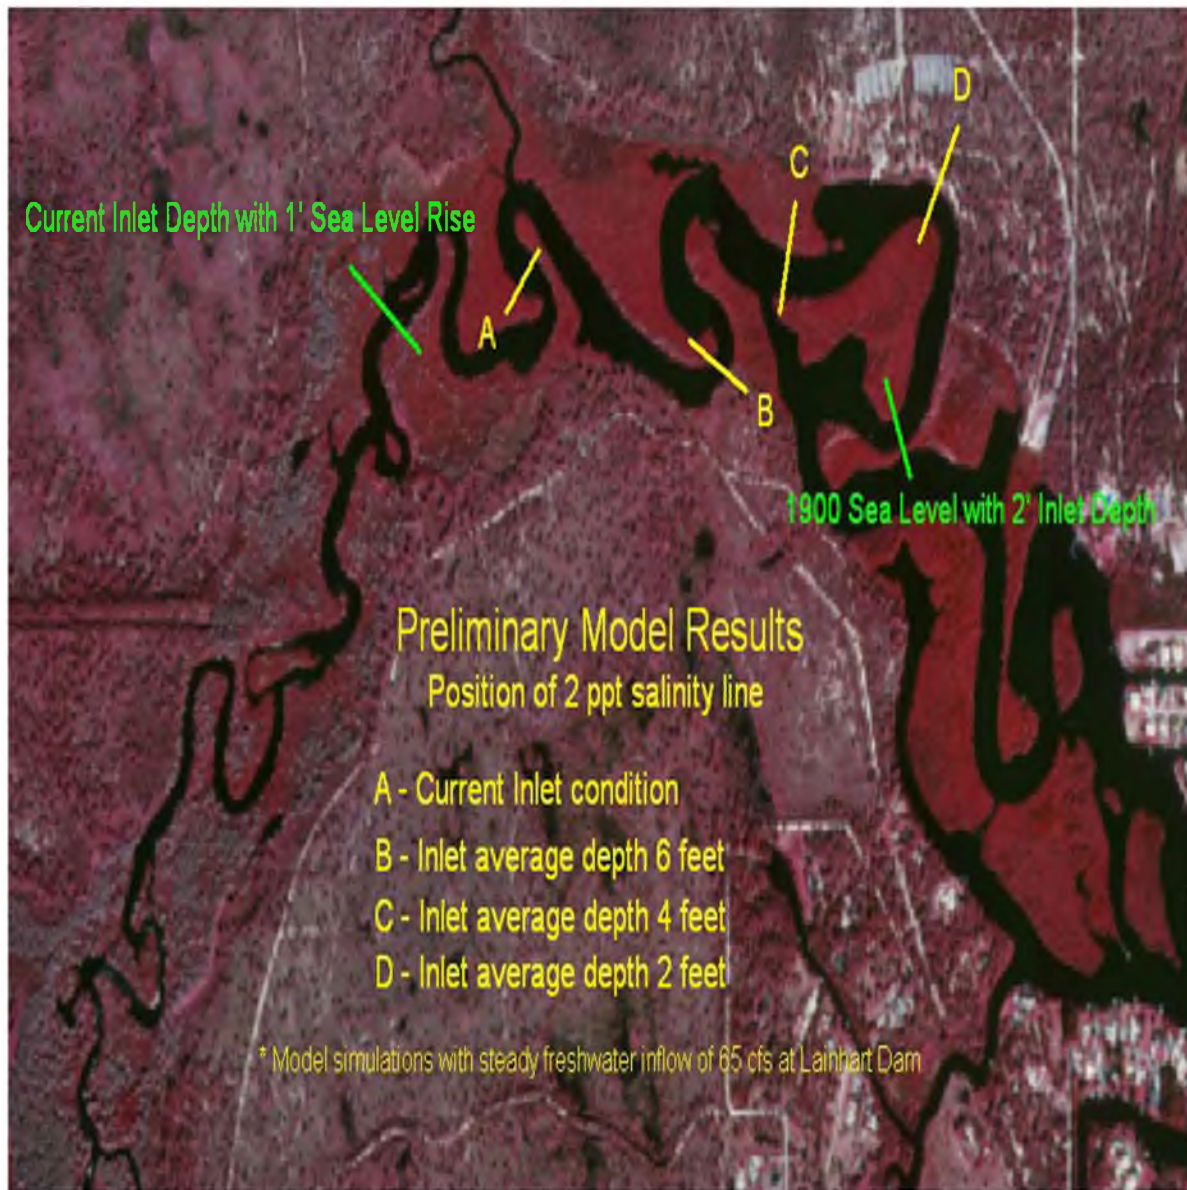 D
C
Current Inlet Depth with 1' Sea Level Rise
A
B
1900 Sea Level with 2' Inlet Depth
Preliminary Model Results
Position of 2 ppt salinity line
A - Current Inlet condition
B - Inlet average depth 6 feet
C - Inlet average depth 4 feet
D - Inlet average depth 2 feet
* Model simulations with steady freshwater inflow of 65 cfs at Lainhart Dam